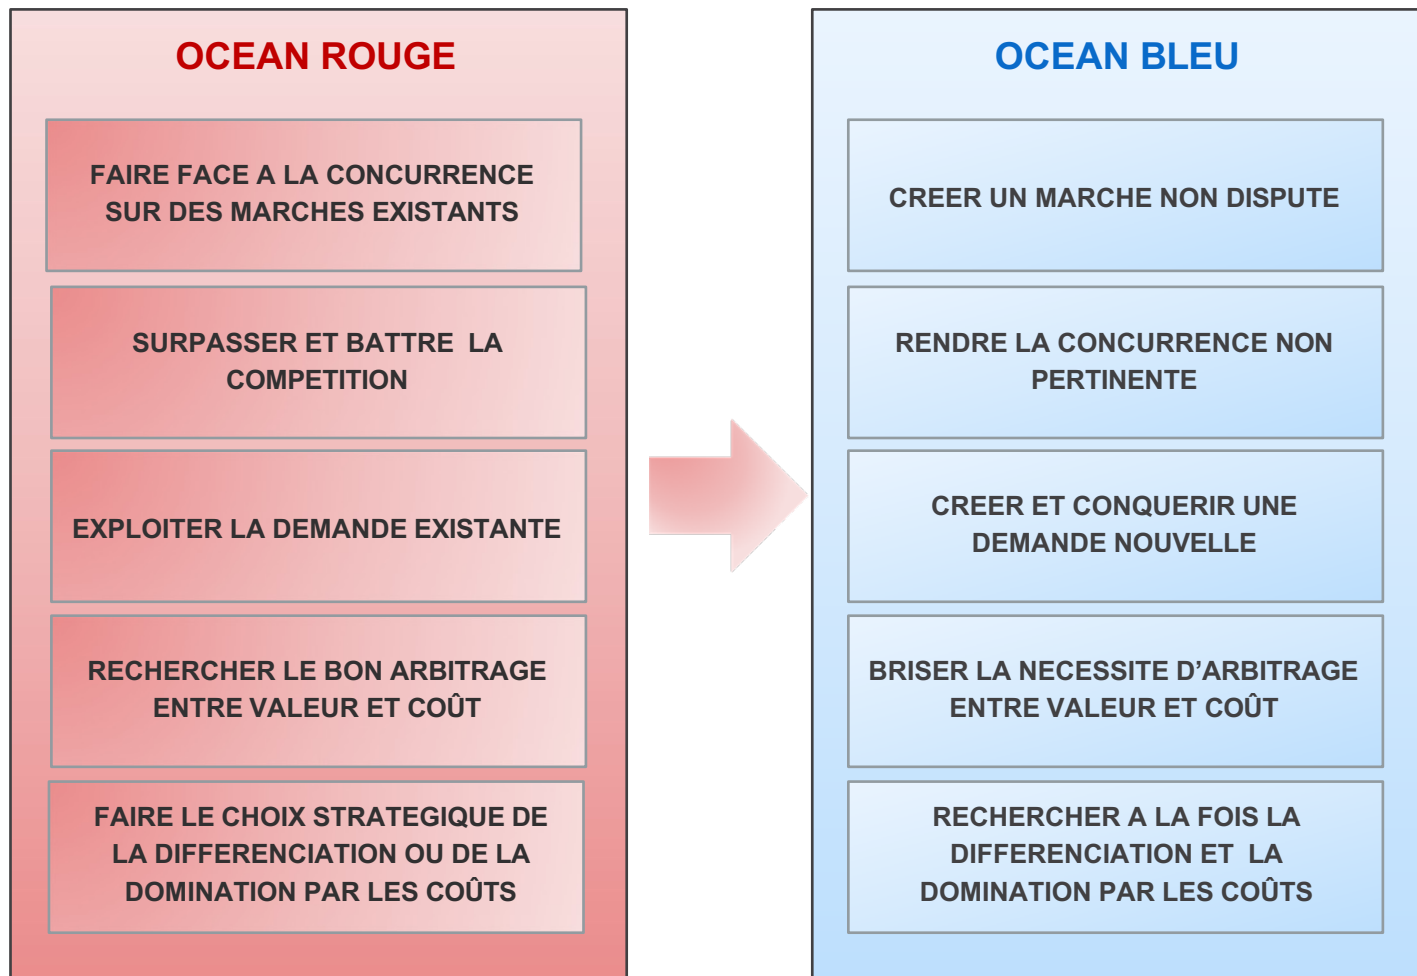 OCEAN ROUGE
FAIRE FACE A LA CONCURRENCE
SUR DES MARCHES EXISTANTS
SURPASSER ET BATTRE  LA
COMPETITION
EXPLOITER LA DEMANDE EXISTANTE
RECHERCHER LE BON ARBITRAGE
ENTRE VALEUR ET COÛT
FAIRE LE CHOIX STRATEGIQUE DE
LA DIFFERENCIATION OU DE LA
DOMINATION PAR LES COÛTS
OCEAN BLEU
CREER UN MARCHE NON DISPUTE
RENDRE LA CONCURRENCE NON
PERTINENTE
CREER ET CONQUERIR UNE
DEMANDE NOUVELLE
BRISER LA NECESSITE D’ARBITRAGE
ENTRE VALEUR ET COÛT
RECHERCHER A LA FOIS LA
DIFFERENCIATION ET  LA
DOMINATION PAR LES COÛTS